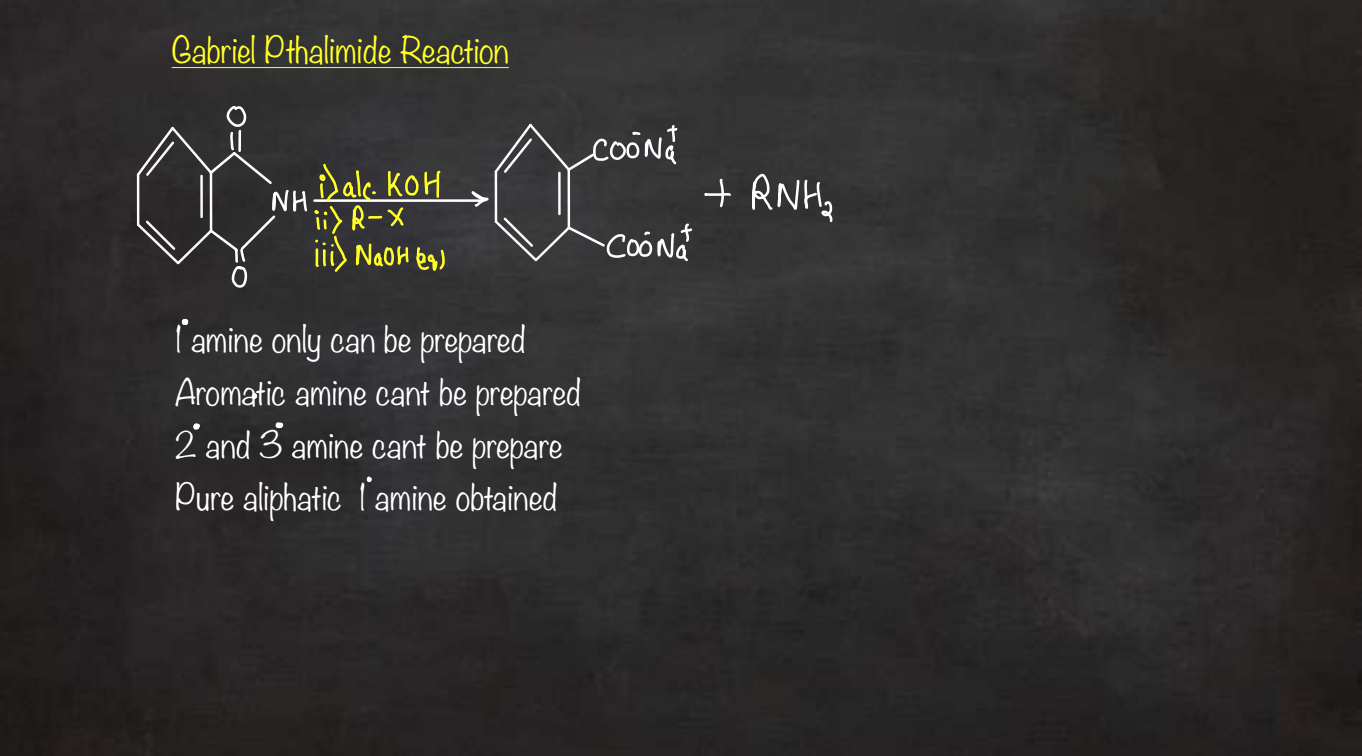 Gabriel Pthalimide Reaction
O
NH
O
i) alc. KOH
ii) R-X
iii) NaOH (aq)
COO⁻Na⁺
COO⁻Na⁺
+ RNH₂
1° amine only can be prepared
Aromatic amine cant be prepared
2° and 3° amine cant be prepare
Pure aliphatic 1° amine obtained